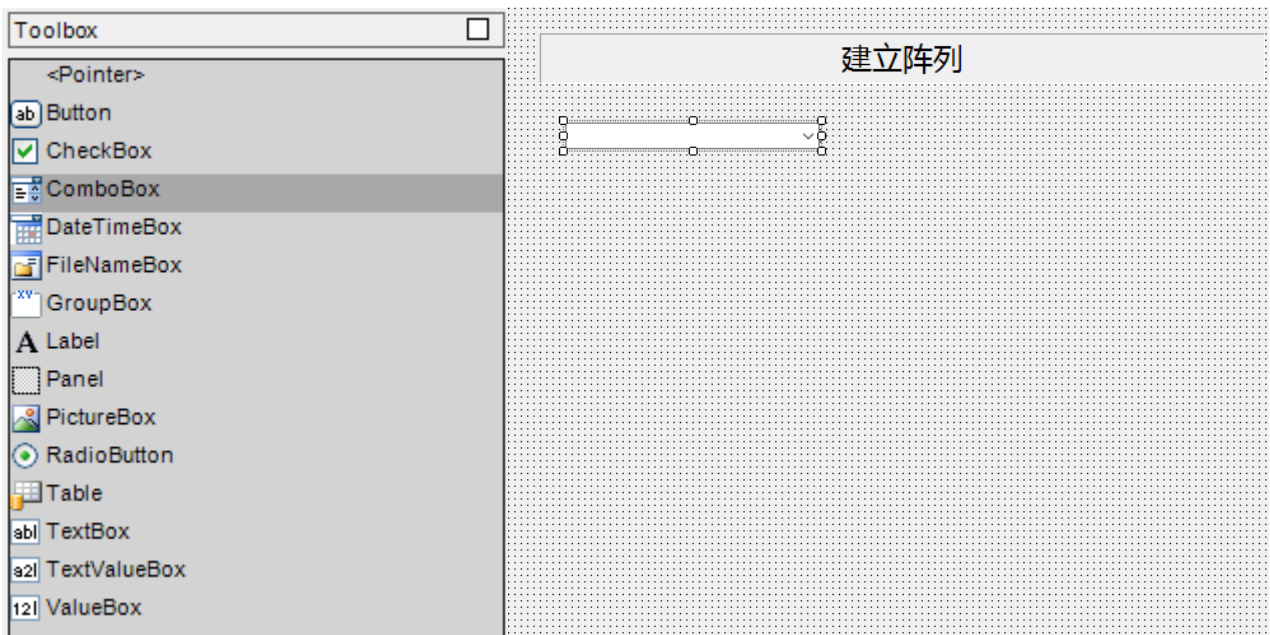 Toolbox
<Pointer>
ab Button
CheckBox
ComboBox
DateTimeBox
FileNameBox
XY GroupBox
A Label
Panel
PictureBox
RadioButton
Table
abl TextBox
a2l TextValueBox
12l ValueBox
建立阵列